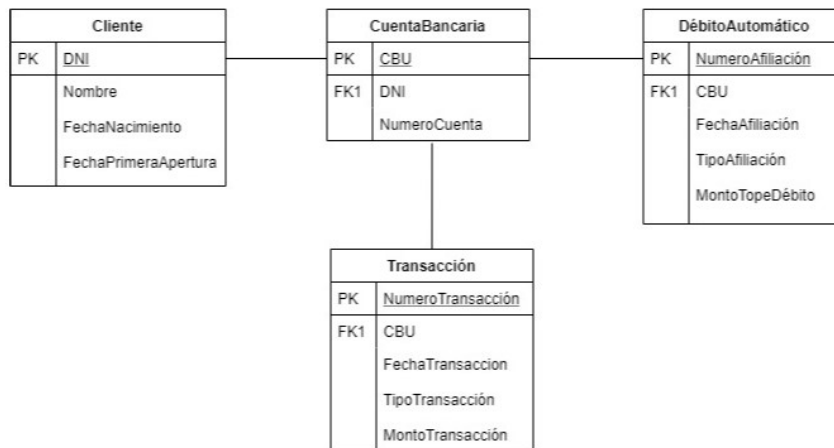 Cliente
PK DNI
Nombre
FechaNacimiento
FechaPrimeraApertura
CuentaBancaria
PK CBU
FK1 DNI
NumeroCuenta
DébitoAutomático
PK NumeroAfiliación
FK1 CBU
FechaAfiliación
TipoAfiliación
MontoTopeDébito
Transacción
PK NumeroTransacción
FK1 CBU
FechaTransaccion
TipoTransacción
MontoTransacción